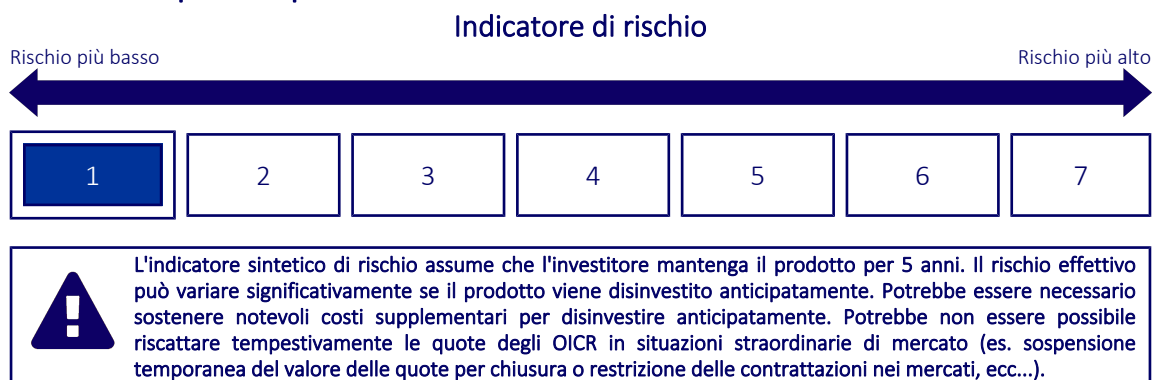 Indicatore di rischio
Rischio più basso
Rischio più alto
1
2
3
4
5
6
7
L'indicatore sintetico di rischio assume che l'investitore mantenga il prodotto per 5 anni. Il rischio effettivo
può variare significativamente se il prodotto viene disinvestito anticipatamente. Potrebbe essere necessario
sostenere notevoli costi supplementari per disinvestire anticipatamente. Potrebbe non essere possibile
riscattare tempestivamente le quote degli OICR in situazioni straordinarie di mercato (es. sospensione
temporanea del valore delle quote per chiusura o restrizione delle contrattazioni nei mercati, ecc...).